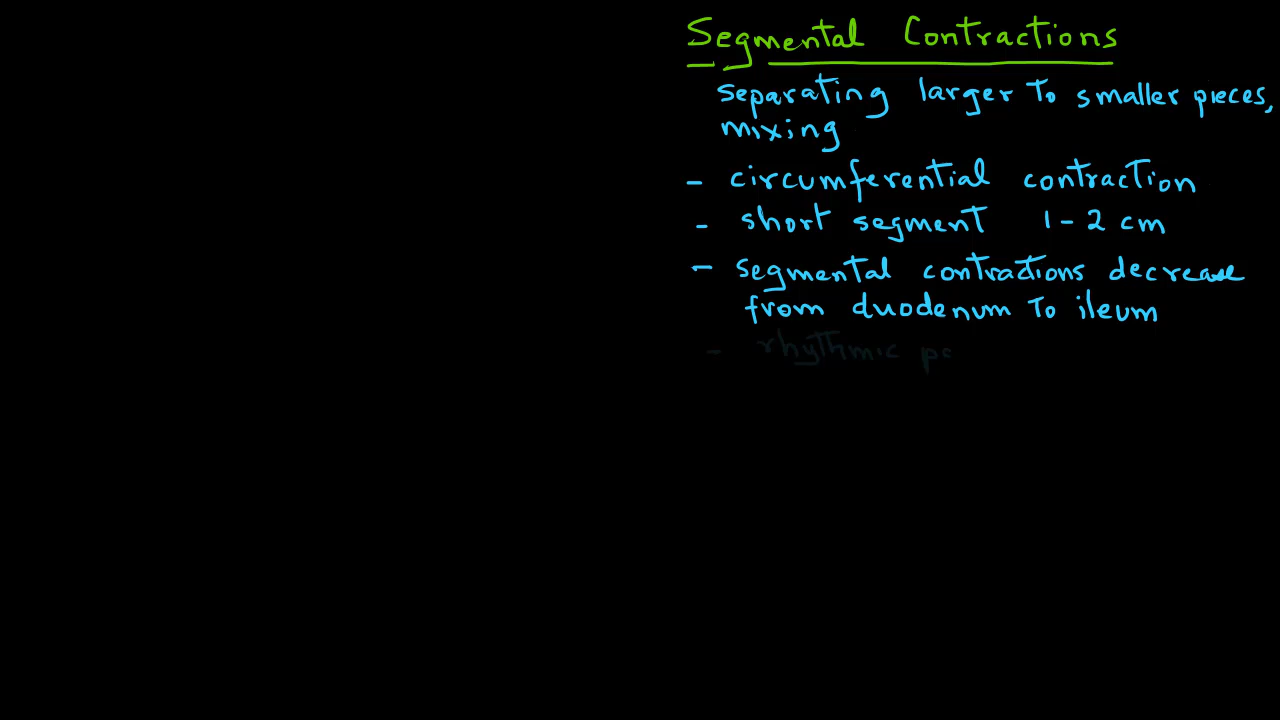 Segmental Contractions
separating larger to smaller pieces,
mixing
- circumferential contraction
- short segment 1-2 cm
- segmental contractions decrease
from duodenum to ileum
- rhythmic